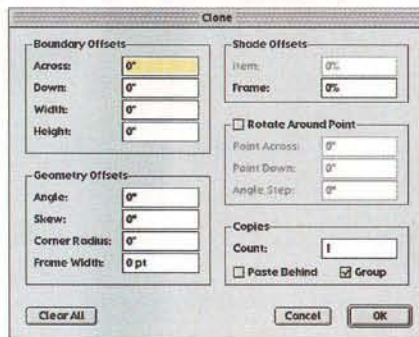 Clone
Boundary Offsets
Across: 0"
Down: 0"
Width: 0"
Height: 0"
Geometry Offsets
Angle: 0°
Skew: 0°
Corner Radius: 0"
Frame Width: 0 pt
Shade Offsets
Item: 0%
Frame: 0%
Rotate Around Point
Point Across: 0"
Point Down: 0"
Angle Step: 0°
Copies
Count: 1
Paste Behind Group
Clear All Cancel OK